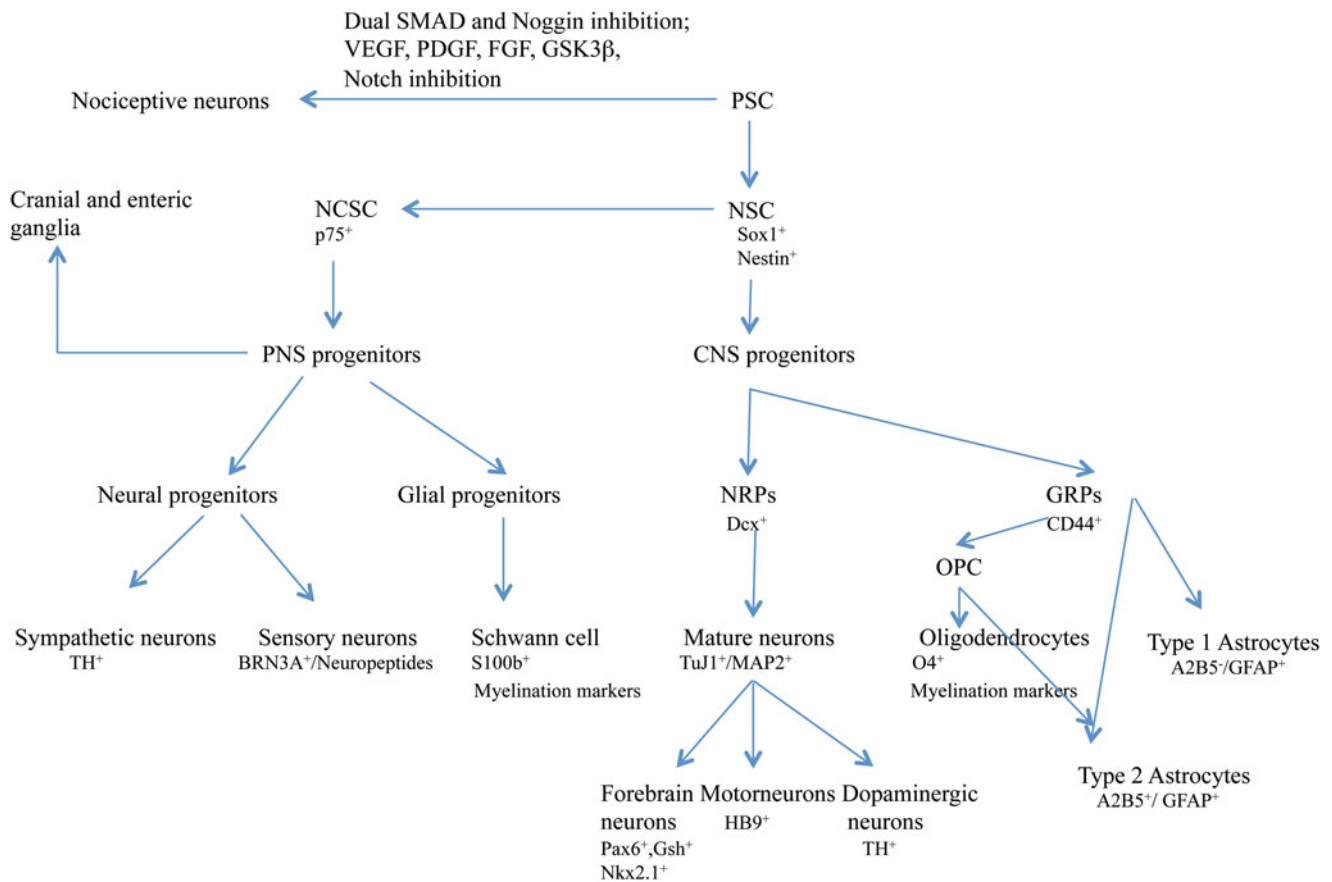 Dual SMAD and Noggin inhibition;
VEGF, PDGF, FGF, GSK3β,
Notch inhibition
Nociceptive neurons
PSC
Cranial and enteric
ganglia
NCSC
p75⁺
NSC
Sox1⁺
Nestin⁺
PNS progenitors
CNS progenitors
Neural progenitors
Glial progenitors
NRPs
Dcx⁺
GRPs
CD44⁺
OPC
Sympathetic neurons
TH⁺
Sensory neurons
BRN3A⁺/Neuropeptides
Schwann cell
S100b⁺
Myelination markers
Mature neurons
TuJ1⁺/MAP2⁺
Oligodendrocytes
O4⁺
Myelination markers
Type 1 Astrocytes
A2B5⁻/GFAP⁺
Type 2 Astrocytes
A2B5⁺/ GFAP⁺
Forebrain
neurons
Pax6⁺,Gsh⁺
Nkx2.1⁺
Motorneurons
HB9⁺
Dopaminergic
neurons
TH⁺